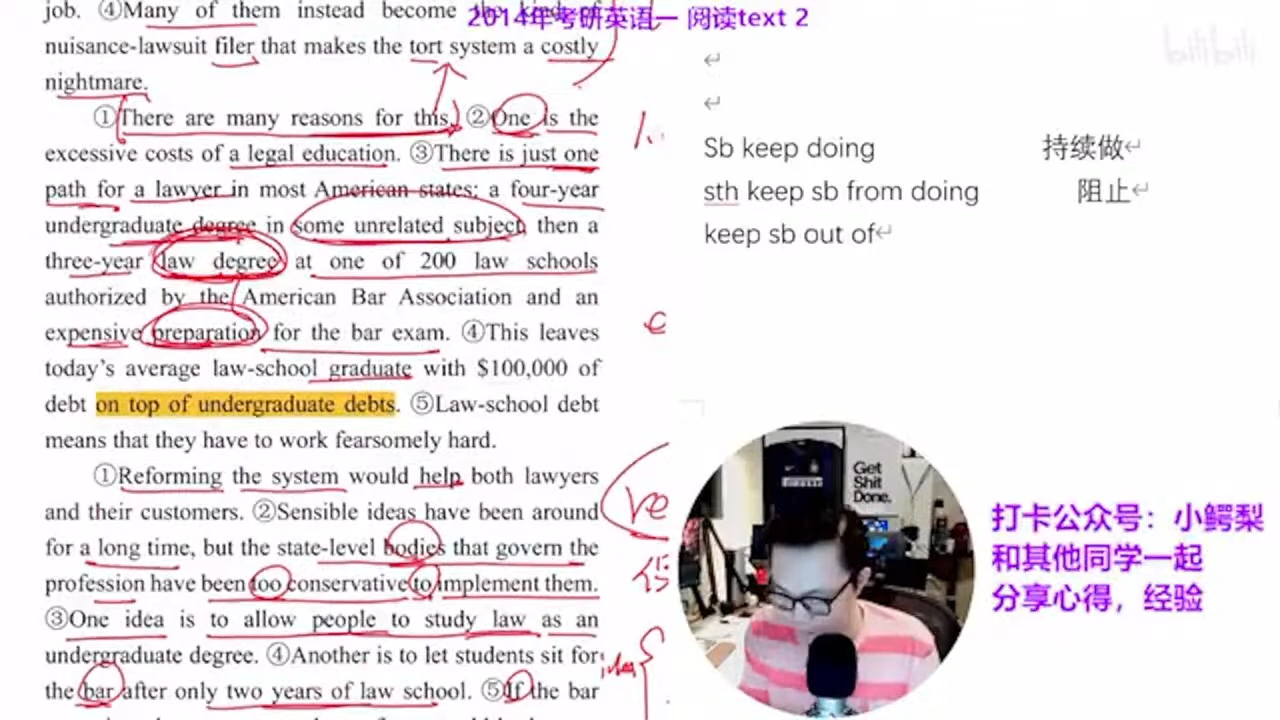 job. ④Many of them instead become the kind of
2014年考研英语一 阅读text 2
bilibili
nuisance-lawsuit filer that makes the tort system a costly
nightmare.
①There are many reasons for this. ②One is the
excessive costs of a legal education. ③There is just one
path for a lawyer in most American states: a four-year
undergraduate degree in some unrelated subject, then a
three-year law degree at one of 200 law schools
authorized by the American Bar Association and an
expensive preparation for the bar exam. ④This leaves
today's average law-school graduate with $100,000 of
debt on top of undergraduate debts. ⑤Law-school debt
means that they have to work fearsomely hard.
①Reforming the system would help both lawyers
and their customers. ②Sensible ideas have been around
for a long time, but the state-level bodies that govern the
profession have been too conservative to implement them.
③One idea is to allow people to study law as an
undergraduate degree. ④Another is to let students sit for
the bar after only two years of law school. ⑤If the bar
idea
Sb keep doing 持续做
sth keep sb from doing 阻止
keep sb out of
Get
Shit
Done.
打卡公众号：小鳄梨
和其他同学一起
分享心得，经验